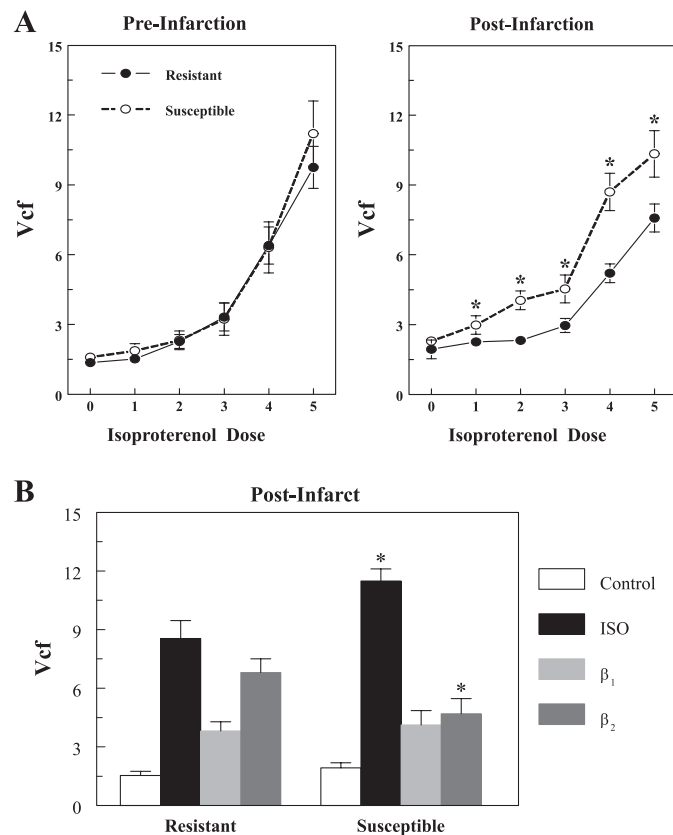 A
Pre-Infarction
Post-Infarction
15
12
9
6
3
0
Vcf
Resistant
Susceptible
0 1 2 3 4 5
Isoproterenol Dose
15
12
9
6
3
0
Vcf
* * * * *
0 1 2 3 4 5
Isoproterenol Dose
B
Post-Infarct
15
12
9
6
3
0
Vcf
*
*
Resistant
Susceptible
Control
ISO
β₁
β₂